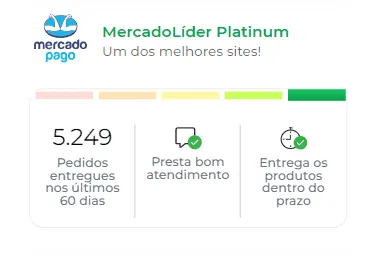 mercado
pago
MercadoLíder Platinum
Um dos melhores sites!
5.249
Pedidos
entregues
nos últimos
60 dias
Presta bom
atendimento
Entrega os
produtos
dentro do
prazo